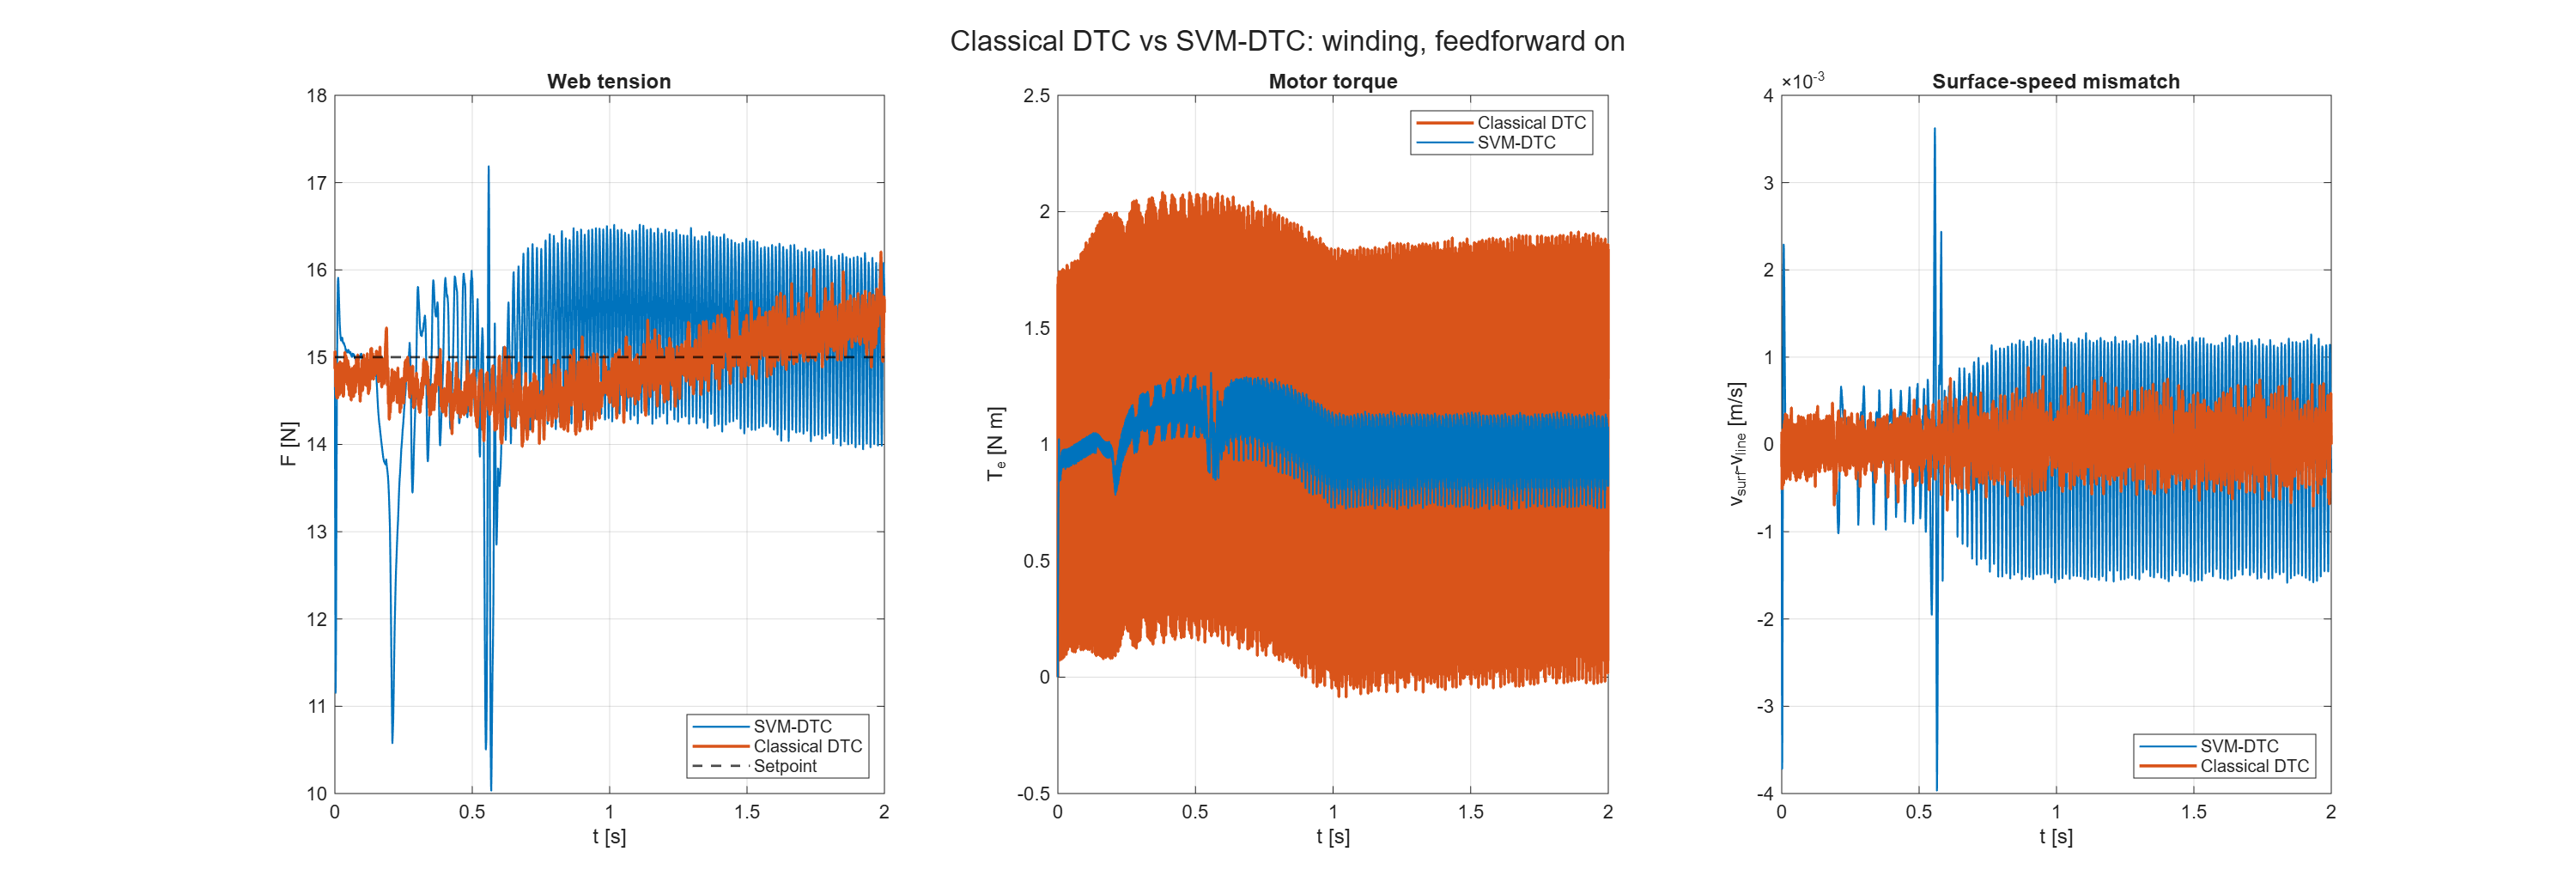 Classical DTC vs SVM-DTC: winding, feedforward on
Web tension
18
17
16
15
14
13
12
11
10
F [N]
0
0.5
1
1.5
2
t [s]
SVM-DTC
Classical DTC
Setpoint
Motor torque
2.5
2
1.5
1
0.5
0
-0.5
T_e [N m]
0
0.5
1
1.5
2
t [s]
Classical DTC
SVM-DTC
×10^-3
Surface-speed mismatch
4
3
2
1
0
-1
-2
-3
-4
v_surf-v_line [m/s]
0
0.5
1
1.5
2
t [s]
SVM-DTC
Classical DTC